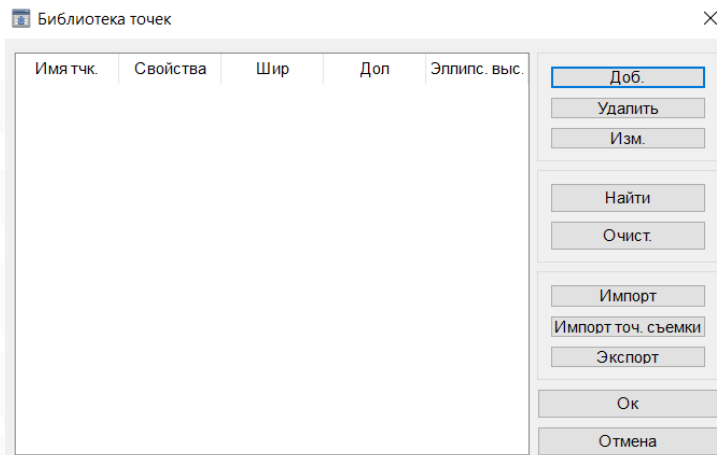 Библиотека точек
Имя тчк. Свойства Шир Дол Эллипс. выс.
Доб.
Удалить
Изм.
Найти
Очист.
Импорт
Импорт точ. съемки
Экспорт
Ок
Отмена